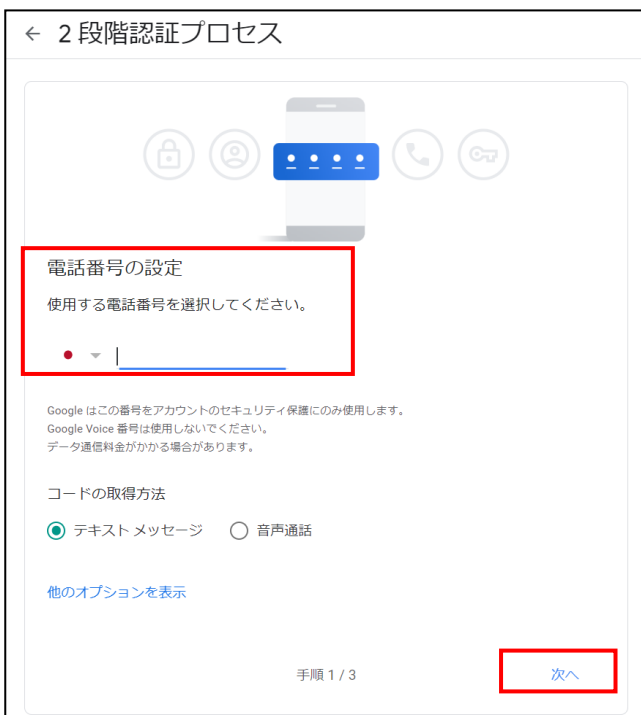 ← 2 段階認証プロセス
電話番号の設定
使用する電話番号を選択してください。
Google はこの番号をアカウントのセキュリティ保護にのみ使用します。
Google Voice 番号は使用しないでください。
データ通信料金がかかる場合があります。
コードの取得方法
テキスト メッセージ 音声通話
他のオプションを表示
手順 1 / 3 次へ